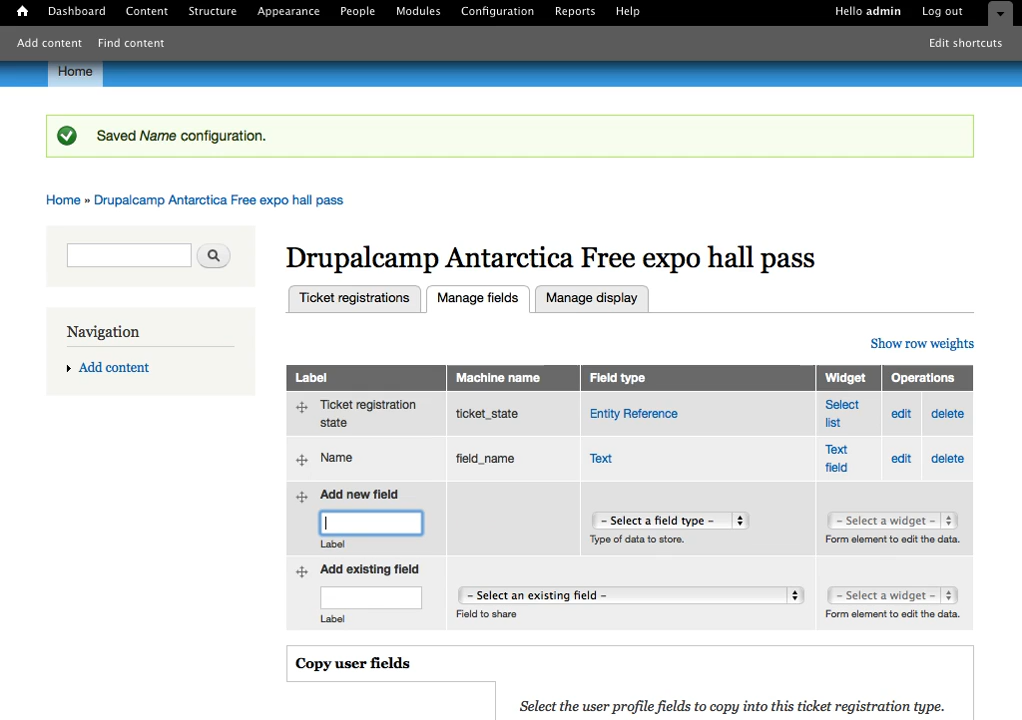 Dashboard Content Structure Appearance People Modules Configuration Reports Help Hello admin Log out
Add content Find content Edit shortcuts
Home
Saved Name configuration.
Home » Drupalcamp Antarctica Free expo hall pass
Drupalcamp Antarctica Free expo hall pass
Ticket registrations Manage fields Manage display
Navigation
Add content
Show row weights
Label Machine name Field type Widget Operations
Ticket registration state ticket_state Entity Reference Select list edit delete
Name field_name Text Text field edit delete
Add new field
– Select a field type – – Select a widget –
Label Type of data to store. Form element to edit the data.
Add existing field
– Select an existing field – – Select a widget –
Label Field to share Form element to edit the data.
Copy user fields
Select the user profile fields to copy into this ticket registration type.